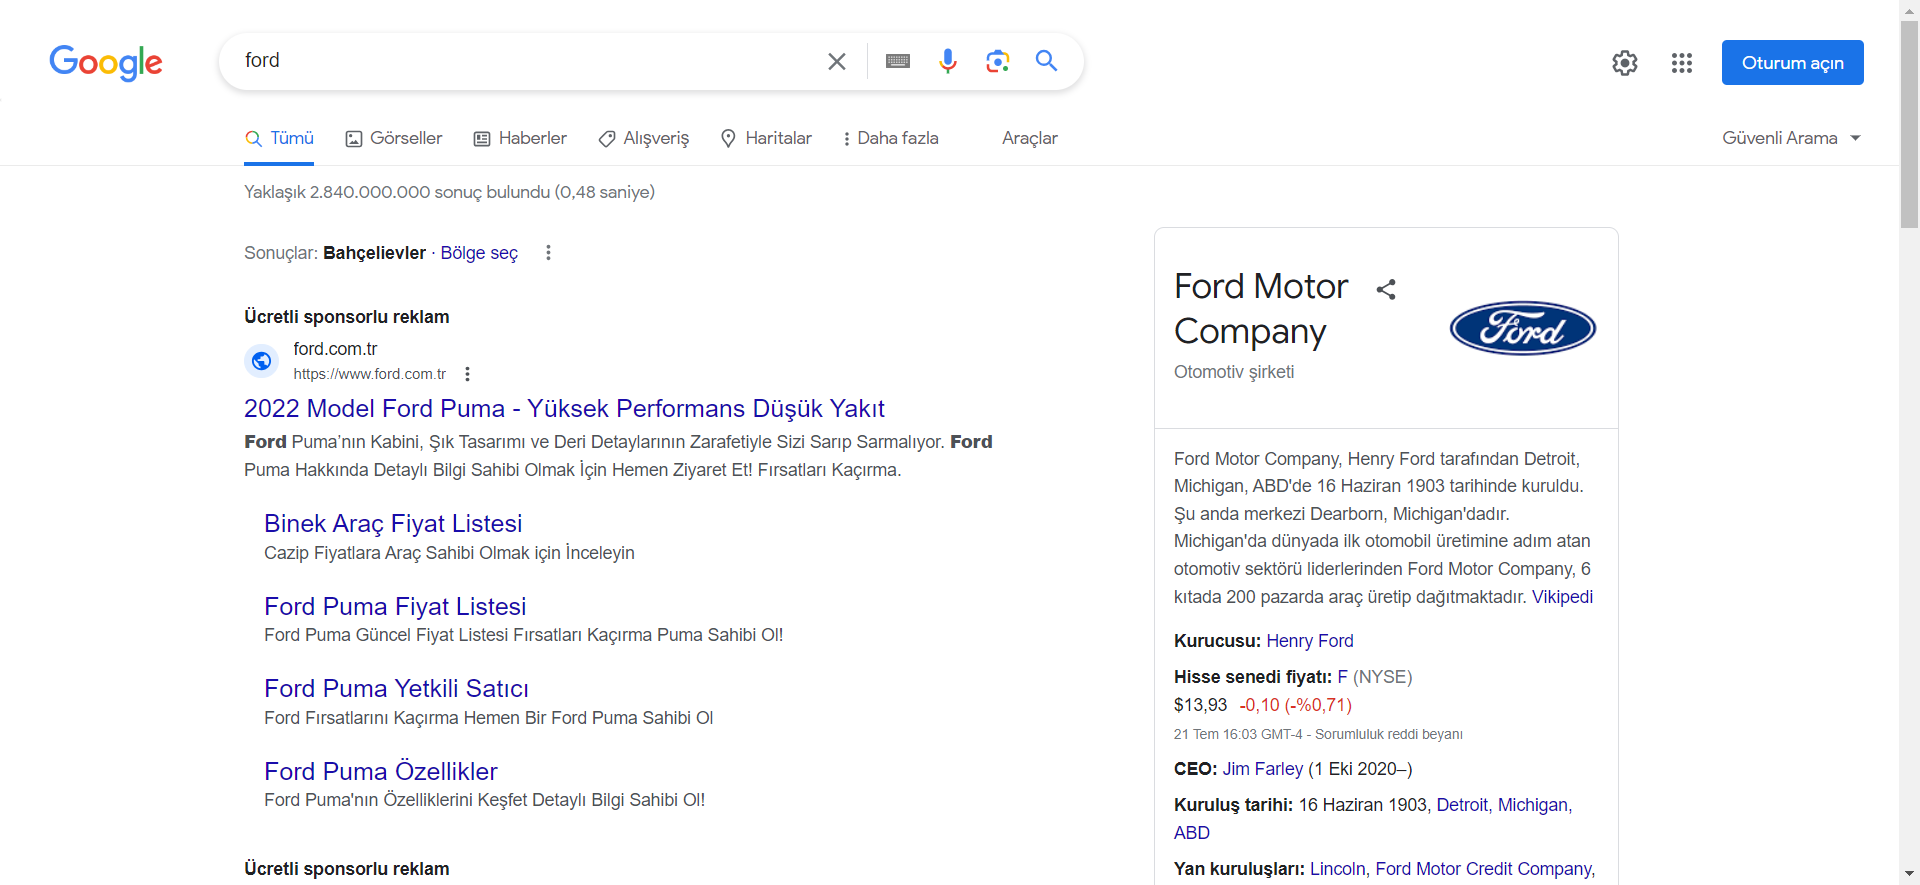 Google
ford
Oturum açın
Tümü
Görseller
Haberler
Alışveriş
Haritalar
Daha fazla
Araçlar
Güvenli Arama
Yaklaşık 2.840.000.000 sonuç bulundu (0,48 saniye)
Sonuçlar: Bahçelievler · Bölge seç
Ücretli sponsorlu reklam
ford.com.tr
https://www.ford.com.tr
2022 Model Ford Puma - Yüksek Performans Düşük Yakıt
Ford Puma'nın Kabini, Şık Tasarımı ve Deri Detaylarının Zarafetiyle Sizi Sarıp Sarmalıyor. Ford
Puma Hakkında Detaylı Bilgi Sahibi Olmak İçin Hemen Ziyaret Et! Fırsatları Kaçırma.
Binek Araç Fiyat Listesi
Cazip Fiyatlara Araç Sahibi Olmak için İnceleyin
Ford Puma Fiyat Listesi
Ford Puma Güncel Fiyat Listesi Fırsatları Kaçırma Puma Sahibi Ol!
Ford Puma Yetkili Satıcı
Ford Fırsatlarını Kaçırma Hemen Bir Ford Puma Sahibi Ol
Ford Puma Özellikler
Ford Puma'nın Özelliklerini Keşfet Detaylı Bilgi Sahibi Ol!
Ücretli sponsorlu reklam
Ford Motor
Company
Otomotiv şirketi
Ford
Ford Motor Company, Henry Ford tarafından Detroit,
Michigan, ABD'de 16 Haziran 1903 tarihinde kuruldu.
Şu anda merkezi Dearborn, Michigan'dadır.
Michigan'da dünyada ilk otomobil üretimine adım atan
otomotiv sektörü liderlerinden Ford Motor Company, 6
kıtada 200 pazarda araç üretip dağıtmaktadır. Vikipedi
Kurucusu: Henry Ford
Hisse senedi fiyatı: F (NYSE)
$13,93 -0,10 (-%0,71)
21 Tem 16:03 GMT-4 - Sorumluluk reddi beyanı
CEO: Jim Farley (1 Eki 2020–)
Kuruluş tarihi: 16 Haziran 1903, Detroit, Michigan,
ABD
Yan kuruluşları: Lincoln, Ford Motor Credit Company,